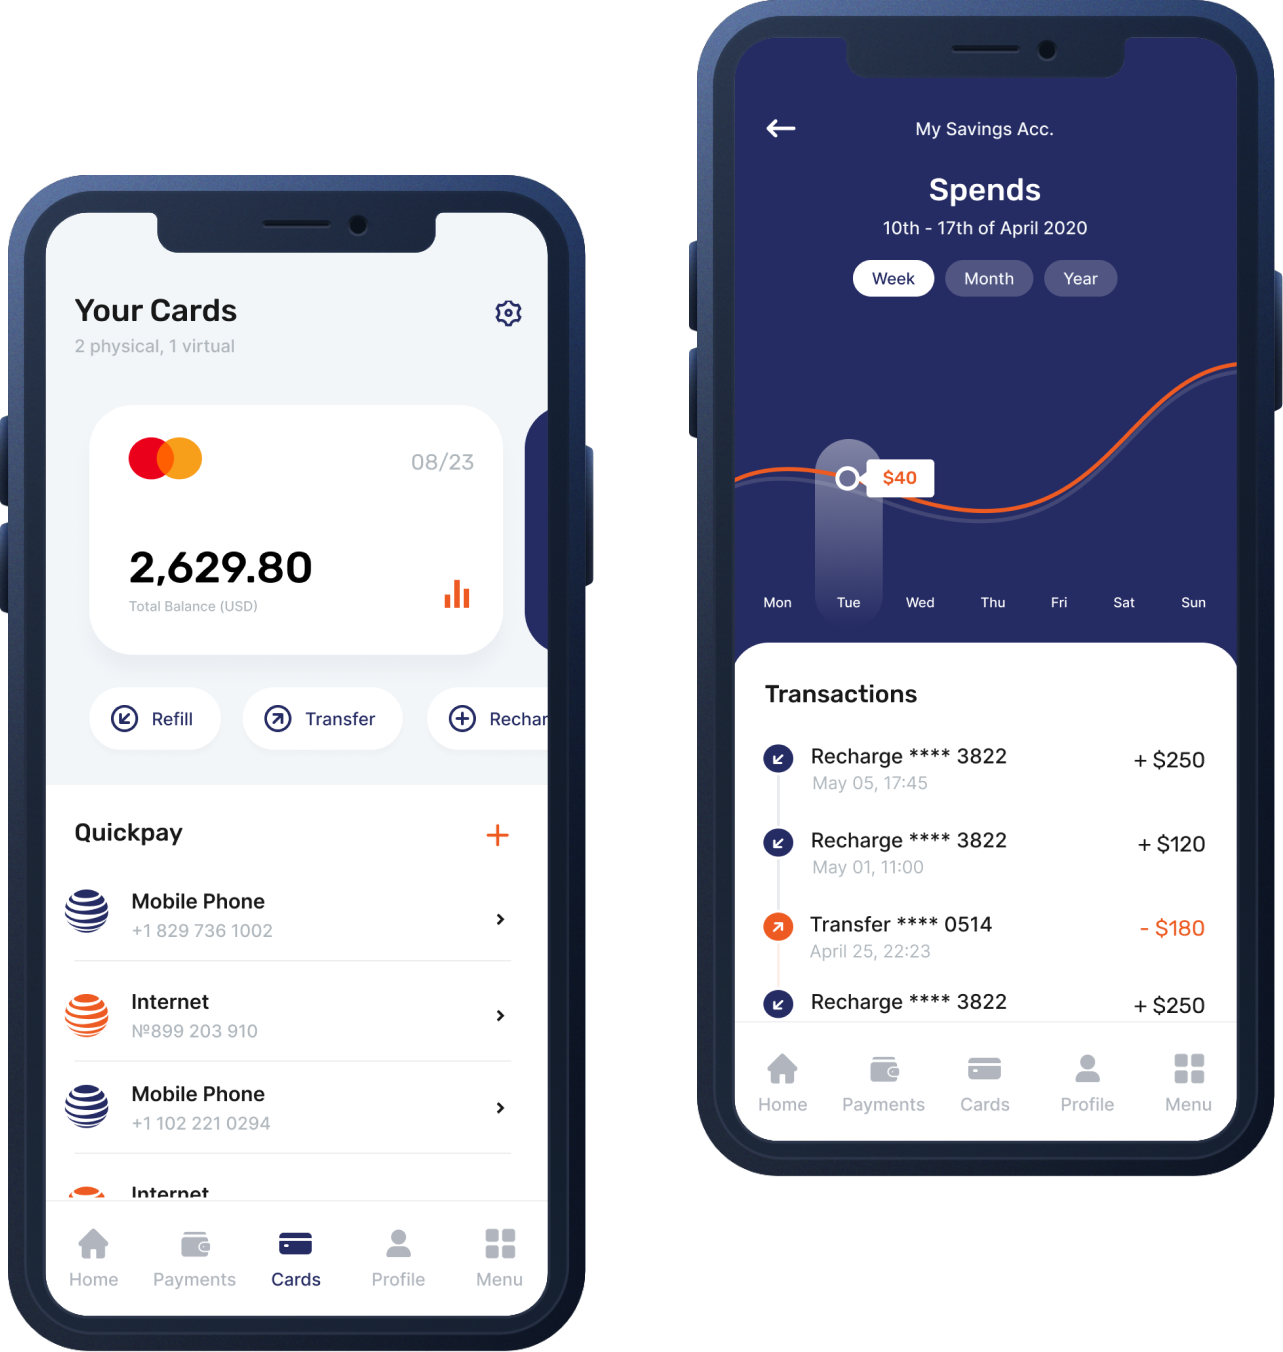 Your Cards
2 physical, 1 virtual
08/23
2,629.80
Total Balance (USD)
Refill
Transfer
Rechar
Quickpay
Mobile Phone
+1 829 736 1002
Internet
№899 203 910
Mobile Phone
+1 102 221 0294
Internet
Home Payments Cards Profile Menu
My Savings Acc.
Spends
10th - 17th of April 2020
Week Month Year
$40
Mon Tue Wed Thu Fri Sat Sun
Transactions
Recharge **** 3822 + $250
May 05, 17:45
Recharge **** 3822 + $120
May 01, 11:00
Transfer **** 0514 - $180
April 25, 22:23
Recharge **** 3822 + $250
Home Payments Cards Profile Menu